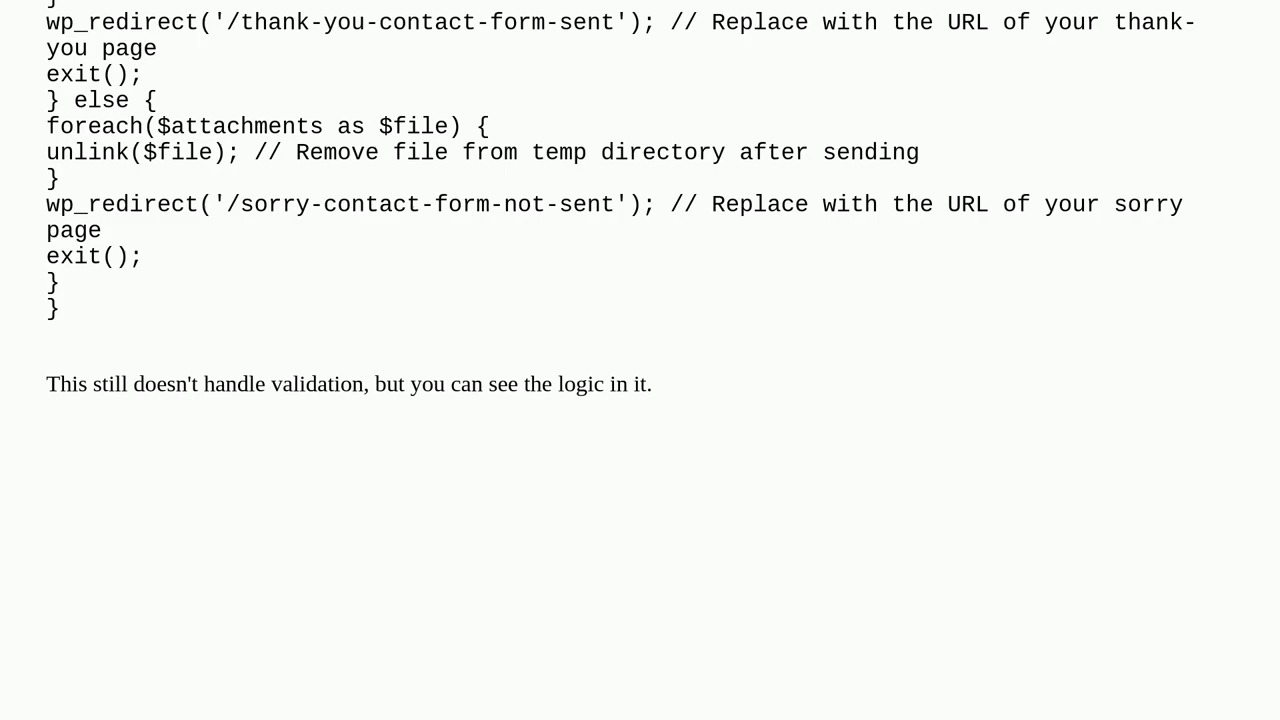 }
wp_redirect('/thank-you-contact-form-sent'); // Replace with the URL of your thank-
you page
exit();
} else {
foreach($attachments as $file) {
unlink($file); // Remove file from temp directory after sending
}
wp_redirect('/sorry-contact-form-not-sent'); // Replace with the URL of your sorry
page
exit();
}
}
This still doesn't handle validation, but you can see the logic in it.